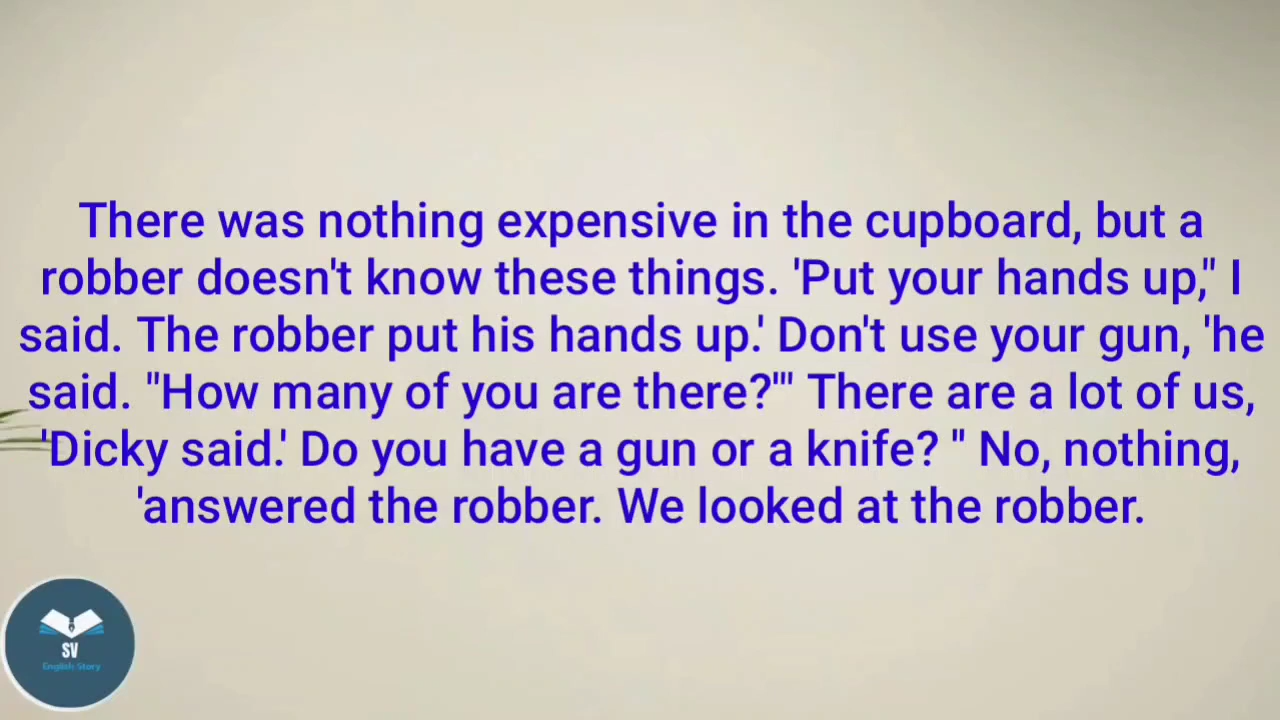 There was nothing expensive in the cupboard, but a
robber doesn't know these things. 'Put your hands up," I
said. The robber put his hands up.' Don't use your gun, 'he
said. "How many of you are there?'" There are a lot of us,
'Dicky said.' Do you have a gun or a knife? " No, nothing,
'answered the robber. We looked at the robber.
SV
English Story